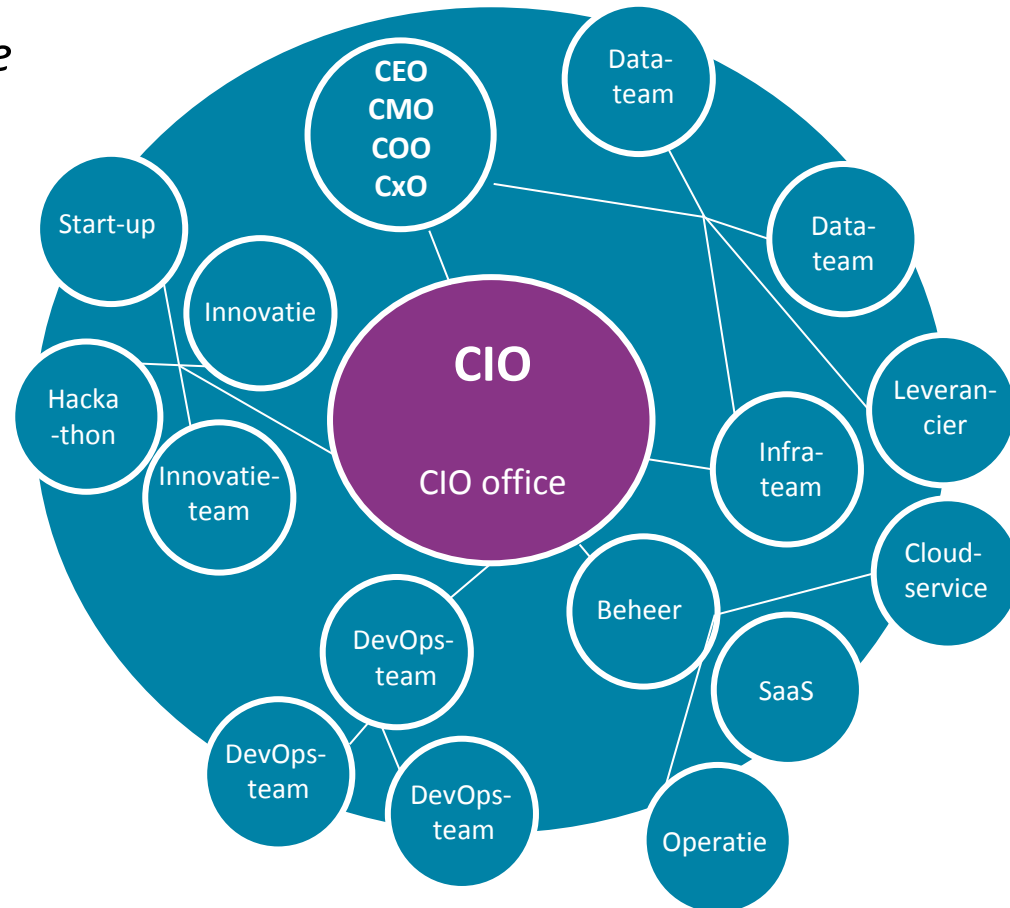 e
CEO
CMO
COO
CxO
Data-
team
Start-up
Data-
team
Innovatie
CIO
CIO office
Hacka
-thon
Leveran-
cier
Innovatie-
team
Infra-
team
Cloud-
service
Beheer
DevOps-
team
SaaS
DevOps-
team
DevOps-
team
Operatie